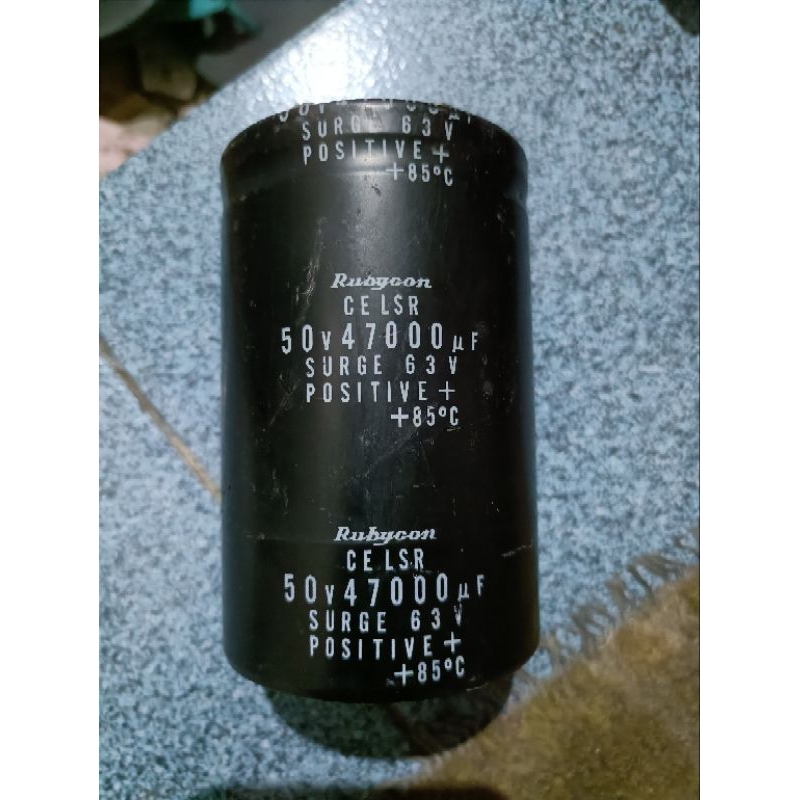 SURGE 63V
POSITIVE +
+85°C
Rubycon
CE LSR
50V47000µF
SURGE 63V
POSITIVE +
+85°C
Rubycon
CE LSR
50V47000µF
SURGE 63V
POSITIVE +
+85°C